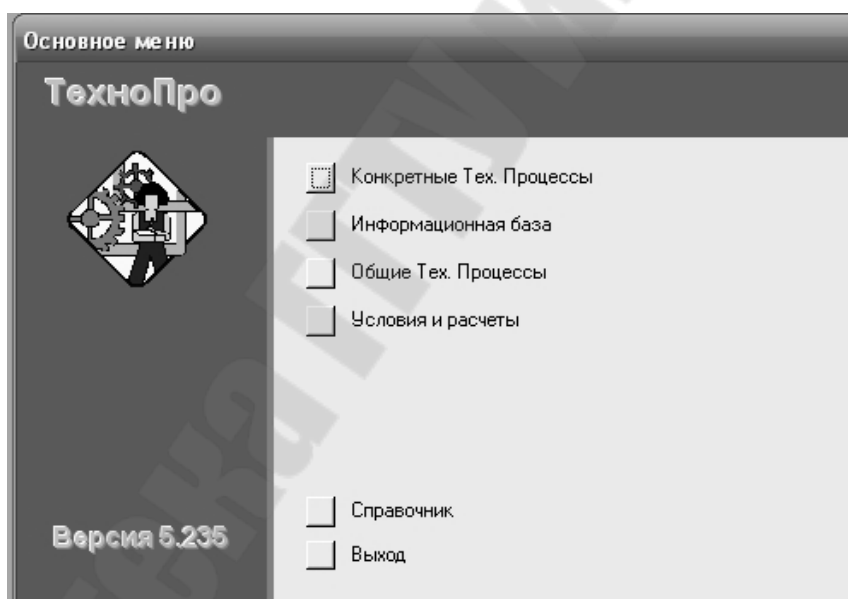 Основное меню
ТехноПро
Конкретные Тех. Процессы
Информационная база
Общие Тех. Процессы
Условия и расчеты
Справочник
Версия 5.235
Выход